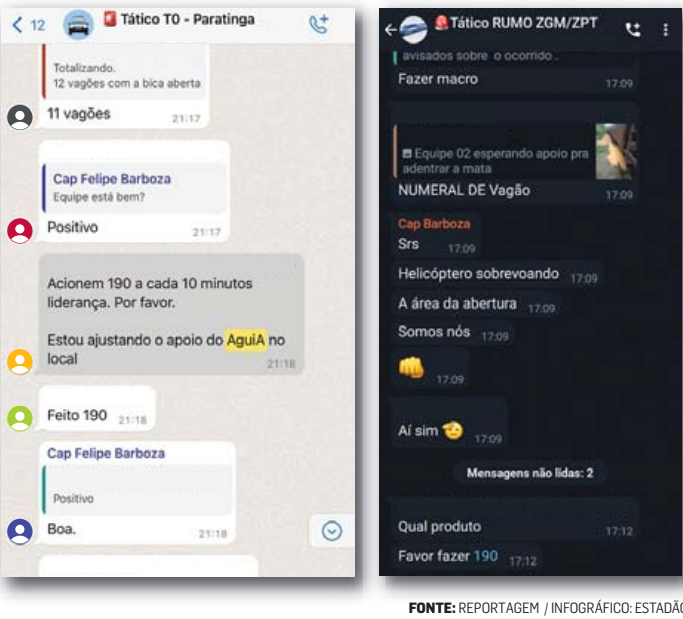 12
Tático T0 - Paratinga
Totalizando.
12 vagões com a bica aberta
11 vagões
21:17
Cap Felipe Barboza
Equipe está bem?
Positivo
21:17
Acionem 190 a cada 10 minutos
liderança. Por favor.
Estou ajustando o apoio do AguiA no
local
21:18
Feito 190
21:18
Cap Felipe Barboza
Positivo
Boa.
21:18
Tático RUMO ZGM/ZPT
avisados sobre o ocorrido .
Fazer macro
17:09
Equipe 02 esperando apoio pra
adentrar a mata
NUMERAL DE Vagão
17:09
Cap Barboza
Srs
17:09
Helicóptero sobrevoando
17:09
A área da abertura
17:09
Somos nós
17:09
17:09
Aí sim
17:09
Mensagens não lidas: 2
Qual produto
17:12
Favor fazer 190
17:12
FONTE: REPORTAGEM / INFOGRÁFICO: ESTADÃO